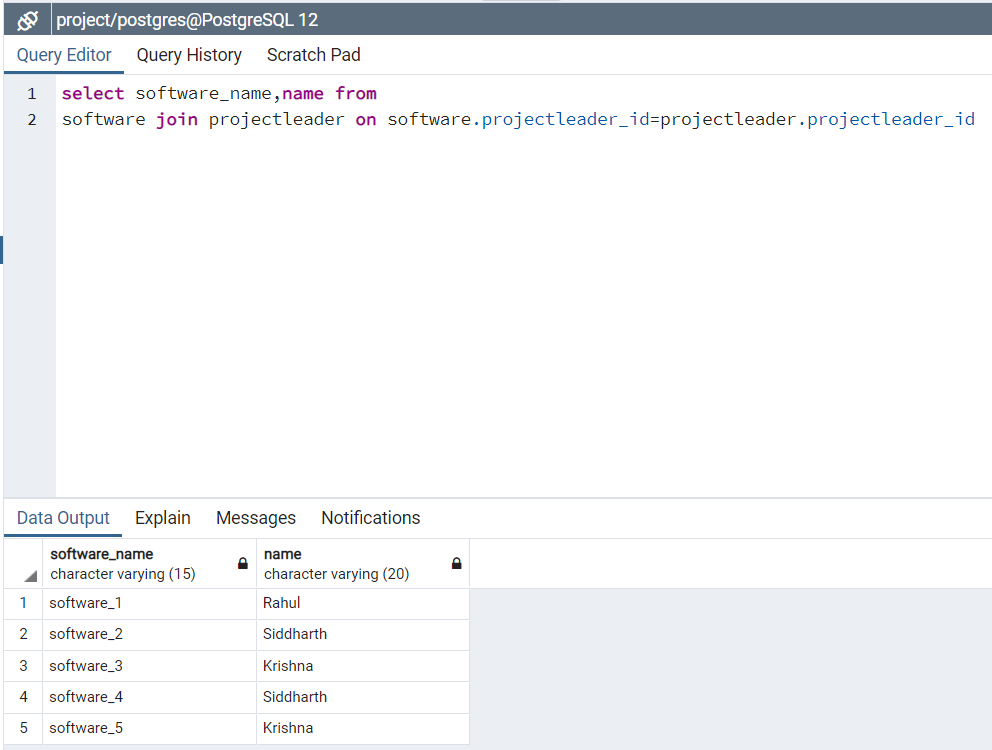 project/postgres@PostgreSQL 12
Query Editor Query History Scratch Pad
1 select software_name,name from
2 software join projectleader on software.projectleader_id=projectleader.projectleader_id
Data Output Explain Messages Notifications
software_name name
character varying (15) character varying (20)
1 software_1 Rahul
2 software_2 Siddharth
3 software_3 Krishna
4 software_4 Siddharth
5 software_5 Krishna